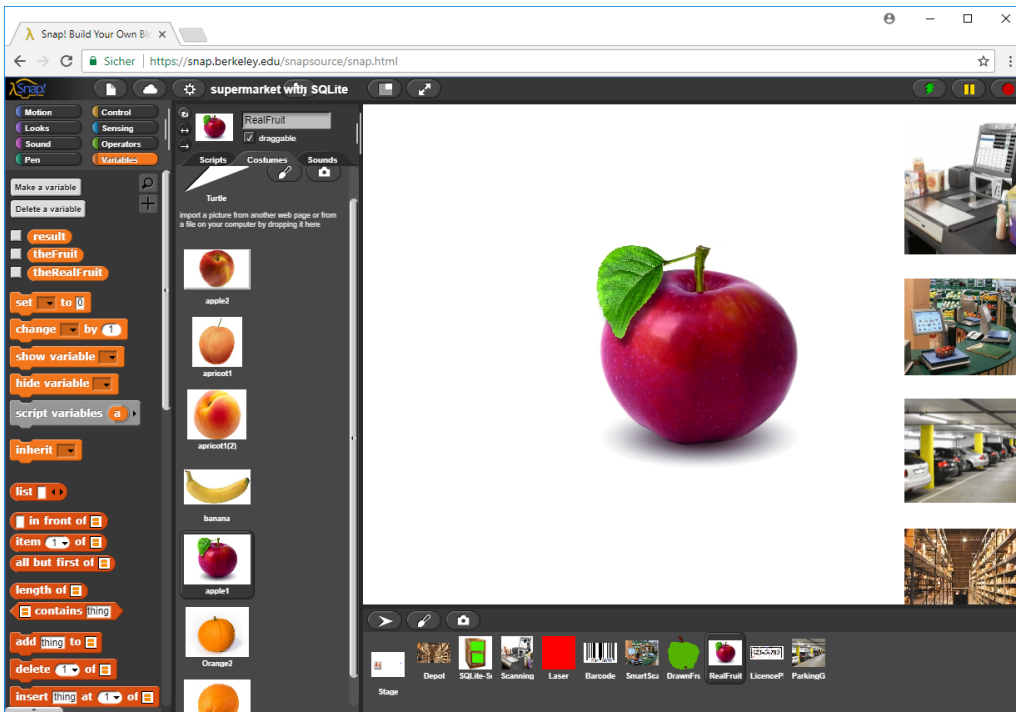 Snap! Build Your Own Blo
Sicher
https://snap.berkeley.edu/snapsource/snap.html
Snap!
supermarket with SQLite
Motion
Control
Looks
Sensing
Sound
Operators
Pen
Variables
Make a variable
Delete a variable
result
theFruit
theRealFruit
set to 0
change by 1
show variable
hide variable
script variables a
inherit
list
in front of
item 1 of
all but first of
length of
contains thing
add thing to
delete 1 of
insert thing at 1 of
RealFruit
draggable
Scripts
Costumes
Sounds
Turtle
import a picture from another web page or from
a file on your computer by dropping it here
apple2
apricot1
apricot1(2)
banana
apple1
Orange2
Stage
Depot
SQLite-S
Scanning
Laser
Barcode
SmartSca
DrawnFru
RealFruit
LicenceP
ParkingG